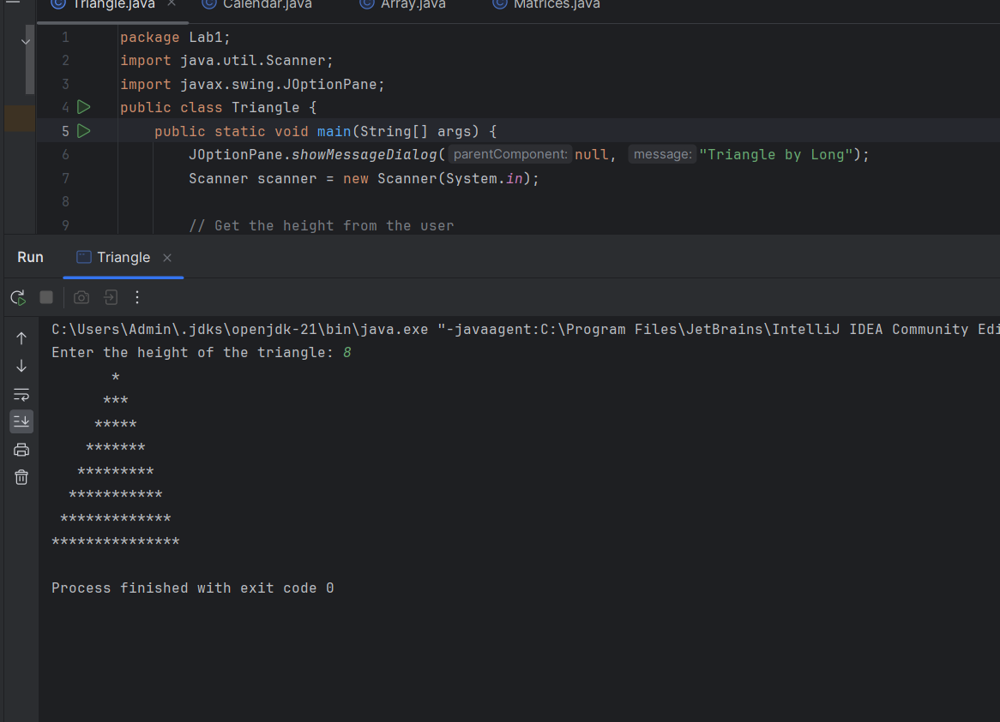 Triangle.java × Calendar.java Array.java Matrices.java
1 package Lab1;
2 import java.util.Scanner;
3 import javax.swing.JOptionPane;
4 public class Triangle {
5     public static void main(String[] args) {
6         JOptionPane.showMessageDialog( parentComponent: null, message: "Triangle by Long");
7         Scanner scanner = new Scanner(System.in);
8
9         // Get the height from the user
Run Triangle ×
C:\Users\Admin\.jdks\openjdk-21\bin\java.exe "-javaagent:C:\Program Files\JetBrains\IntelliJ IDEA Community Edi
Enter the height of the triangle: 8
       *
      ***
     *****
    *******
   *********
  ***********
 *************
***************
Process finished with exit code 0